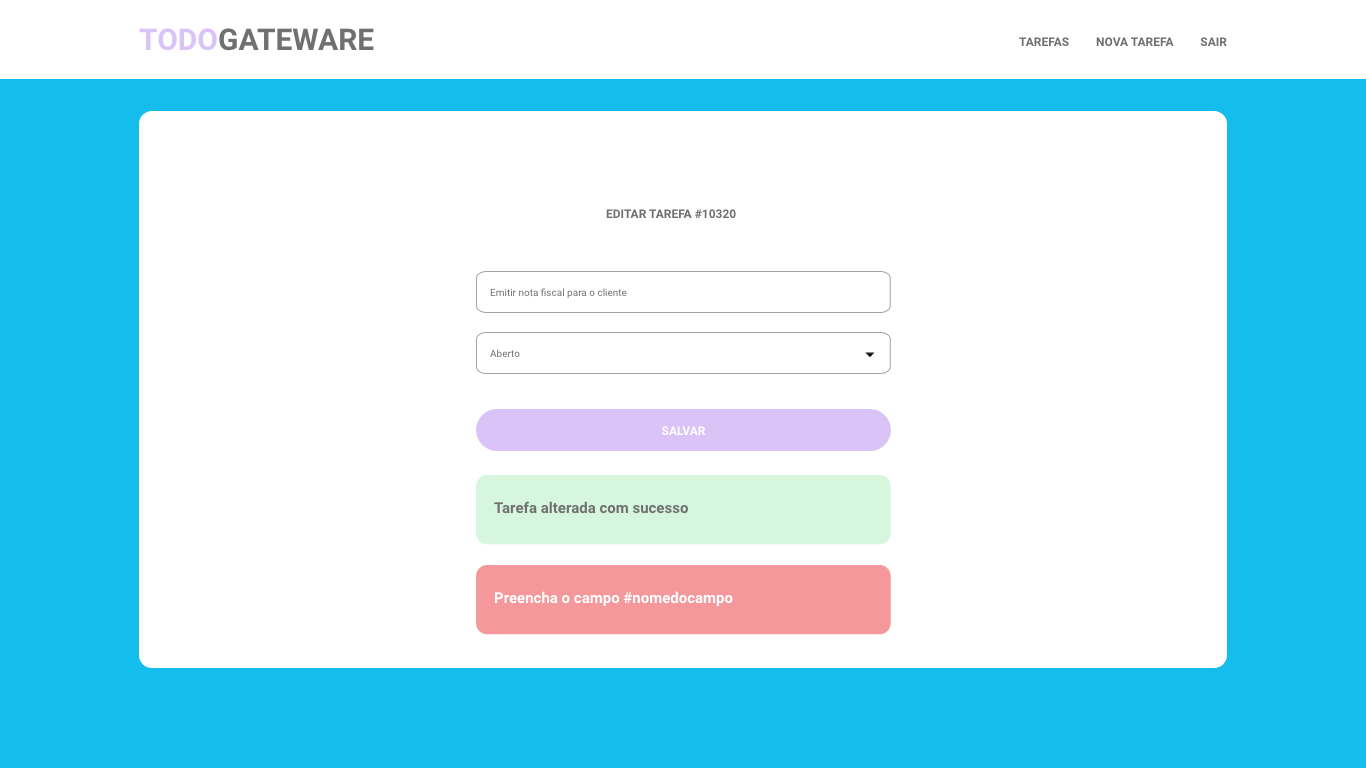 TODOGATEWARE
TAREFAS NOVA TAREFA SAIR
EDITAR TAREFA #10320
Emitir nota fiscal para o cliente
Aberto
SALVAR
Tarefa alterada com sucesso
Preencha o campo #nomedocampo